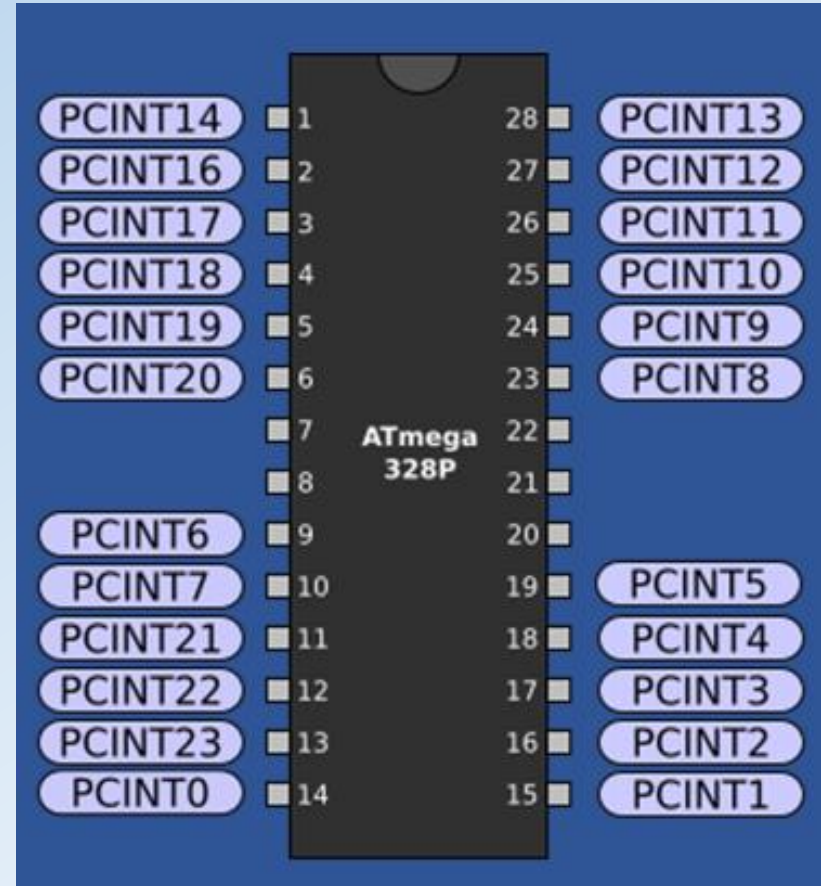 PCINT14 1 28 PCINT13
PCINT16 2 27 PCINT12
PCINT17 3 26 PCINT11
PCINT18 4 25 PCINT10
PCINT19 5 24 PCINT9
PCINT20 6 23 PCINT8
7 ATmega 22
8 328P 21
PCINT6 9 20
PCINT7 10 19 PCINT5
PCINT21 11 18 PCINT4
PCINT22 12 17 PCINT3
PCINT23 13 16 PCINT2
PCINT0 14 15 PCINT1